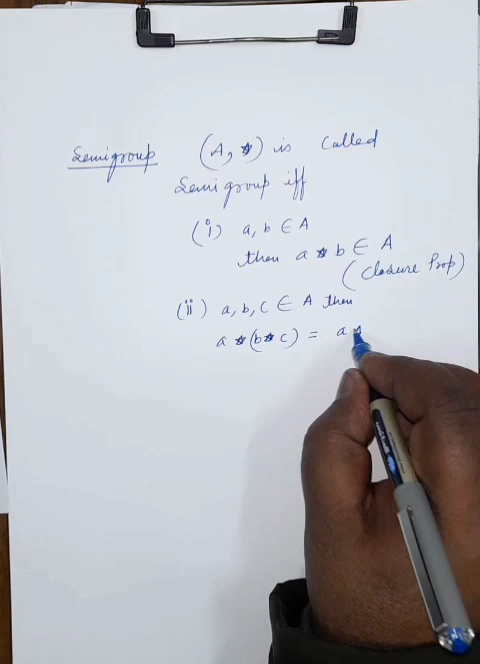 Semigroup (A, *) is called
Semigroup iff
(i) a, b ∈ A
then a * b ∈ A
(Closure Prop)
(ii) a, b, c ∈ A then
a * (b * c) = a *